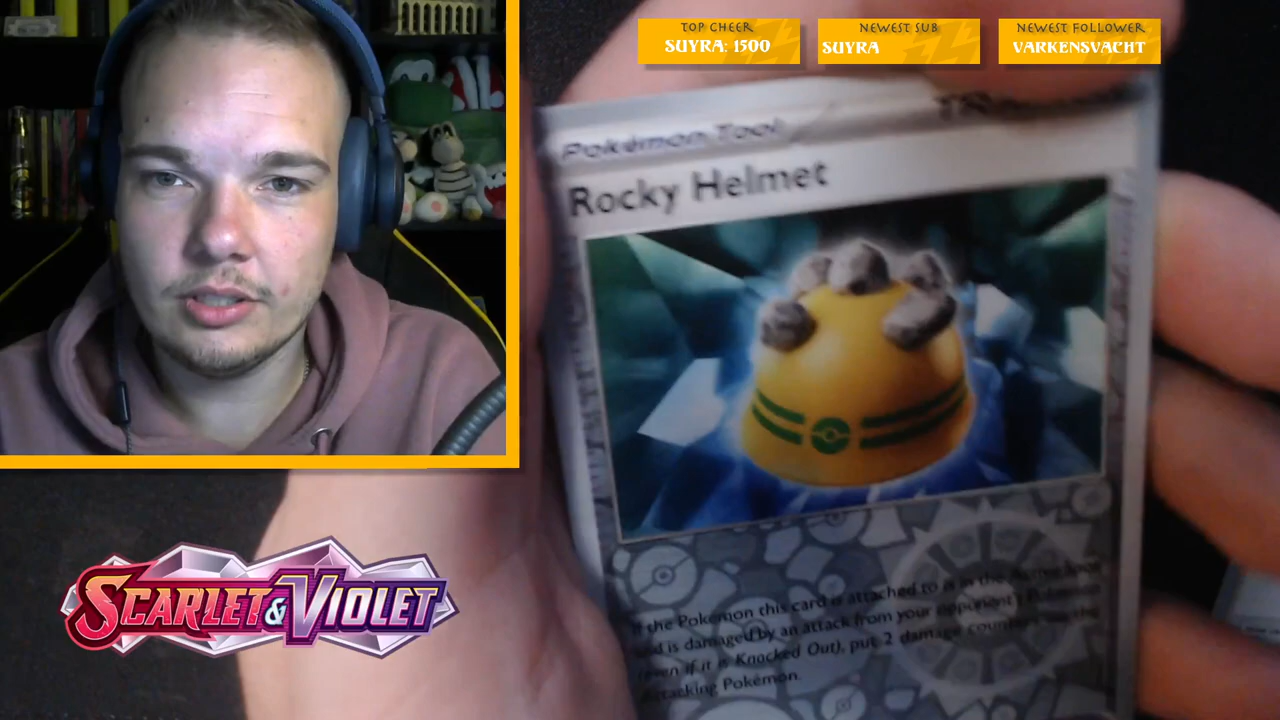 TOP CHEER
SUYRA: 1500
NEWEST SUB
SUYRA
NEWEST FOLLOWER
VARKENSVACHT
Pokémon Tool
Rocky Helmet
If the Pokémon this card is attached to is in the Active Spot
and is damaged by an attack from your opponent's Pokémon
(even if it is Knocked Out), put 2 damage counters on the
Attacking Pokémon.
SCARLET & VIOLET